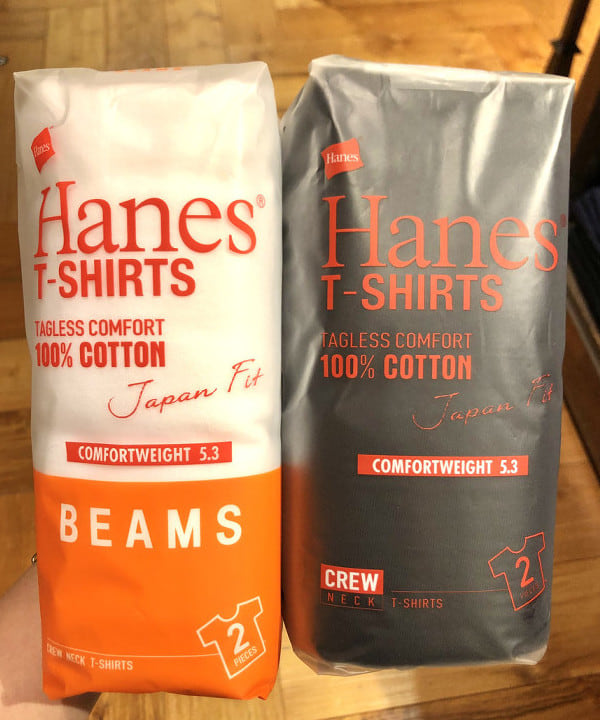 Hanes
Hanes®
T-SHIRTS
TAGLESS COMFORT
100% COTTON
Japan Fit
COMFORTWEIGHT 5.3
BEAMS
CREW NECK T-SHIRTS
2
PIECES
Hanes
Hanes®
T-SHIRTS
TAGLESS COMFORT
100% COTTON
Japan Fit
COMFORTWEIGHT 5.3
CREW
NECK T-SHIRTS
2
PIECES